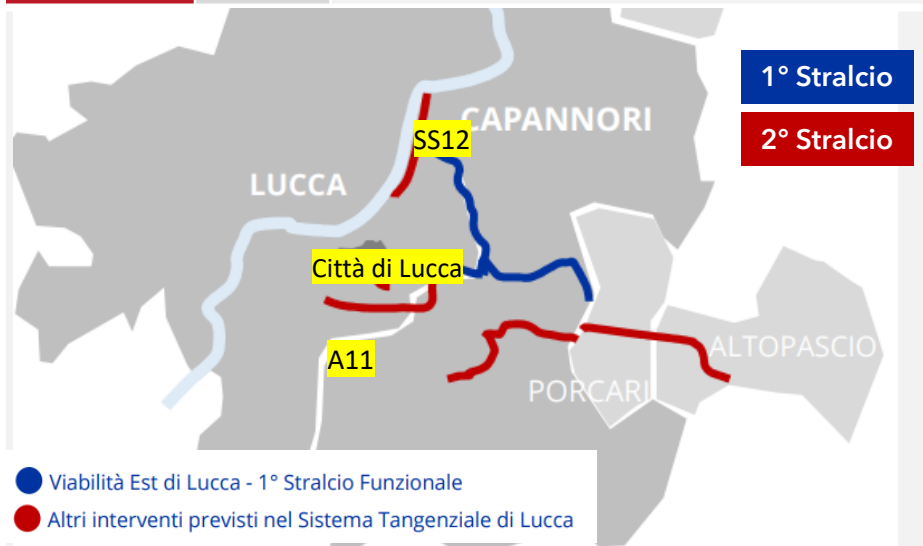 1° Stralcio
CAPANNORI
SS12
2° Stralcio
LUCCA
Città di Lucca
A11
ALTOPASCIO
PORCARI
Viabilità Est di Lucca - 1° Stralcio Funzionale
Altri interventi previsti nel Sistema Tangenziale di Lucca